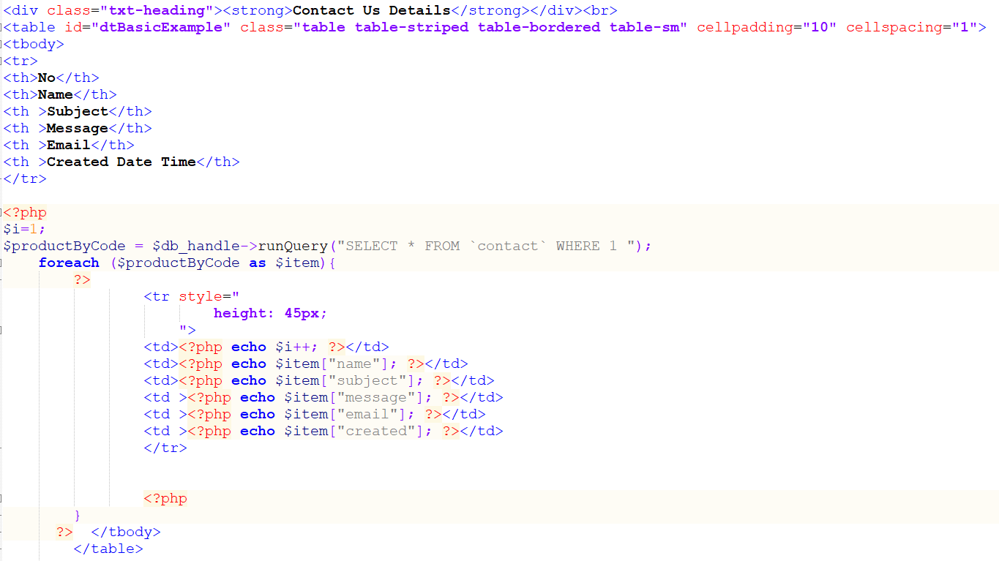 <div class="txt-heading"><strong>Contact Us Details</strong></div><br>
<table id="dtBasicExample" class="table table-striped table-bordered table-sm" cellpadding="10" cellspacing="1">
<tbody>
<tr>
<th>No</th>
<th>Name</th>
<th >Subject</th>
<th >Message</th>
<th >Email</th>
<th >Created Date Time</th>
</tr>
<?php
$i=1;
$productByCode = $db_handle->runQuery("SELECT * FROM `contact` WHERE 1 ");
foreach ($productByCode as $item){
?>
<tr style="
height: 45px;
">
<td><?php echo $i++; ?></td>
<td><?php echo $item["name"]; ?></td>
<td><?php echo $item["subject"]; ?></td>
<td ><?php echo $item["message"]; ?></td>
<td ><?php echo $item["email"]; ?></td>
<td ><?php echo $item["created"]; ?></td>
</tr>
<?php
}
?>  </tbody>
</table>